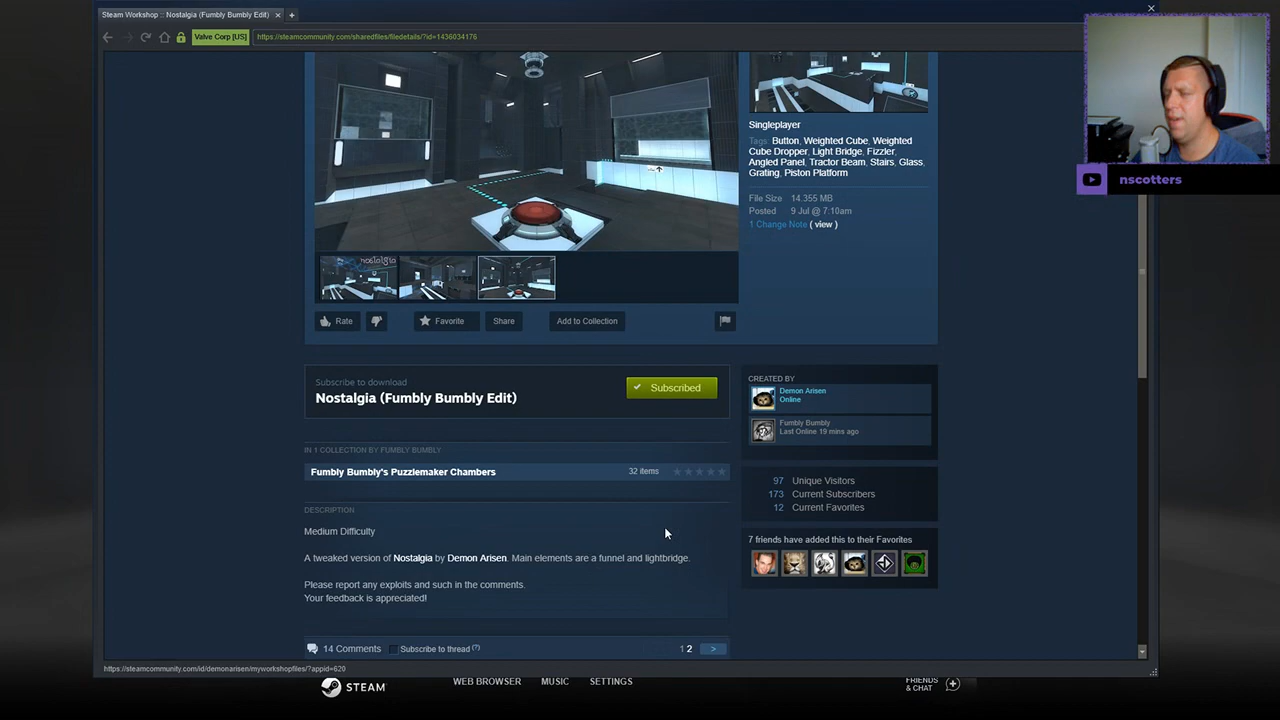 Steam Workshop :: Nostalgia (Fumbly Bumbly Edit)
Valve Corp [US]
https://steamcommunity.com/sharedfiles/filedetails/?id=1436034176
nscotters
Singleplayer
Tags: Button, Weighted Cube, Weighted
Cube Dropper, Light Bridge, Fizzler,
Angled Panel, Tractor Beam, Stairs, Glass,
Grating, Piston Platform
File Size 14.355 MB
Posted 9 Jul @ 7:10am
1 Change Note ( view )
nostalgia
Rate
Favorite
Share
Add to Collection
Subscribe to download
Nostalgia (Fumbly Bumbly Edit)
Subscribed
CREATED BY
Demon Arisen
Online
Fumbly Bumbly
Last Online 19 mins ago
IN 1 COLLECTION BY FUMBLY BUMBLY
Fumbly Bumbly's Puzzlemaker Chambers
32 items
97 Unique Visitors
173 Current Subscribers
12 Current Favorites
DESCRIPTION
Medium Difficulty
A tweaked version of Nostalgia by Demon Arisen. Main elements are a funnel and lightbridge.
Please report any exploits and such in the comments.
Your feedback is appreciated!
7 friends have added this to their Favorites
14 Comments
Subscribe to thread (?)
1 2 >
https://steamcommunity.com/id/demonarisen/myworkshopfiles/?appid=620
STEAM
WEB BROWSER
MUSIC
SETTINGS
FRIENDS
& CHAT